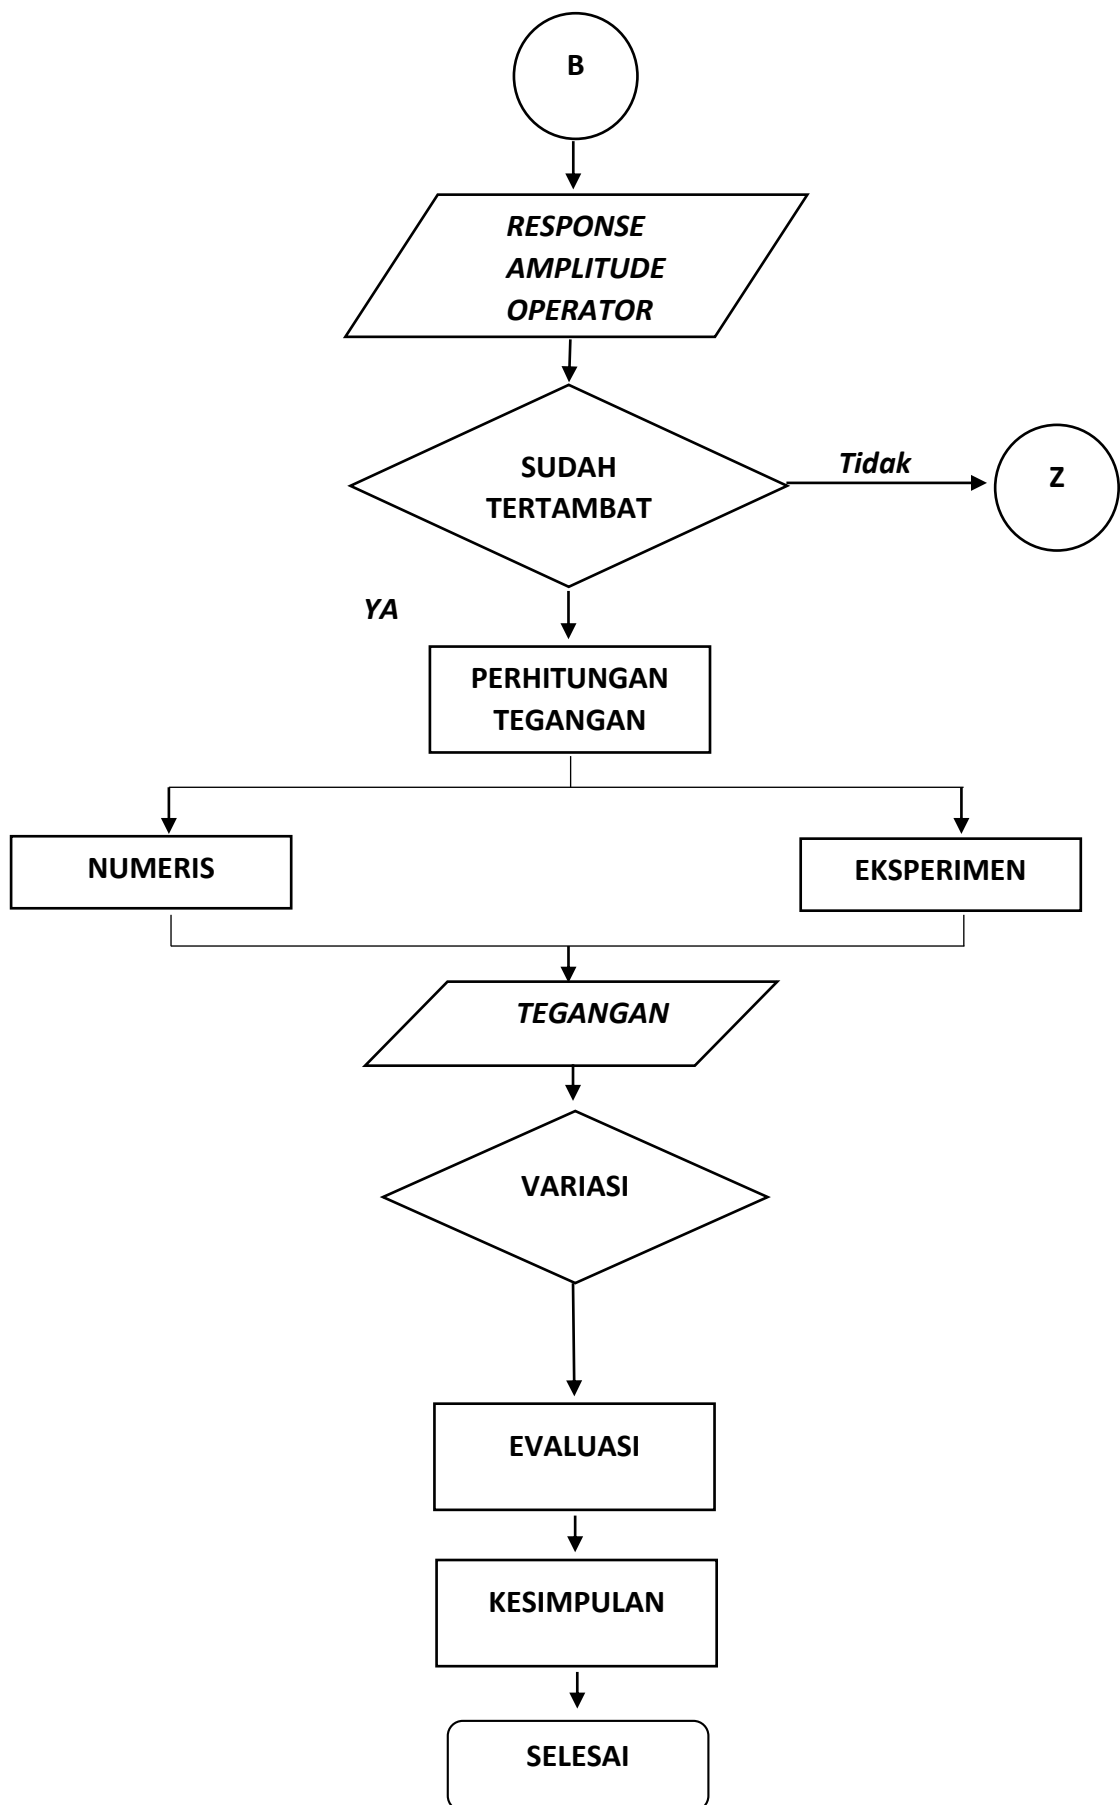 B
RESPONSE
AMPLITUDE
OPERATOR
SUDAH
TERTAMBAT
Tidak
Z
YA
PERHITUNGAN
TEGANGAN
NUMERIS
EKSPERIMEN
TEGANGAN
VARIASI
EVALUASI
KESIMPULAN
SELESAI